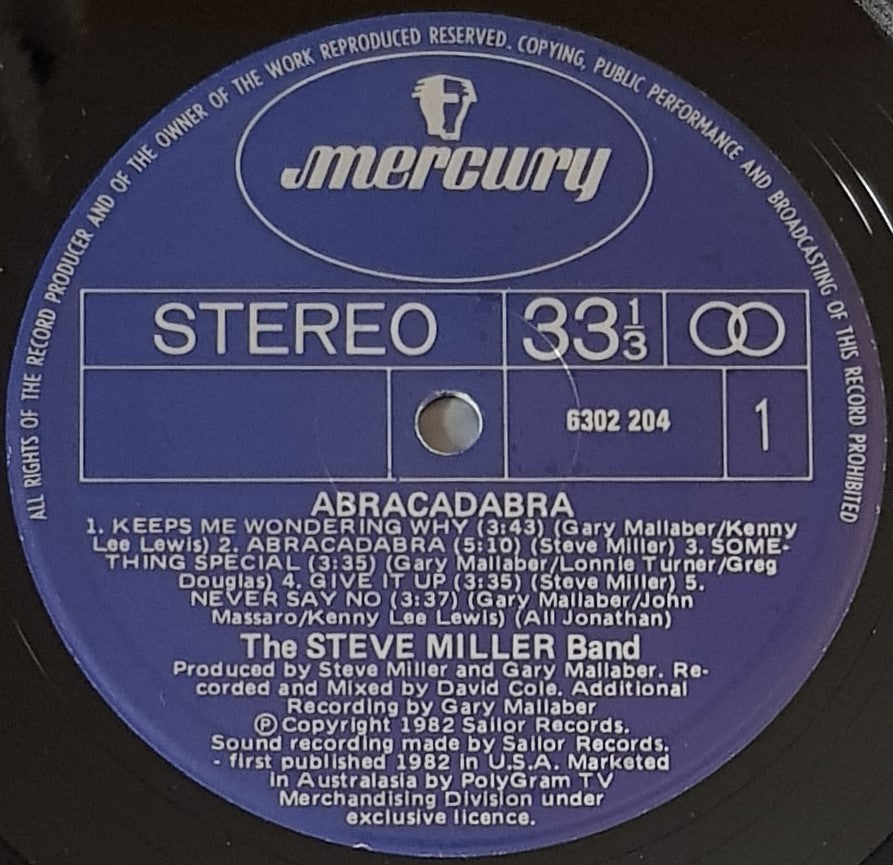 ALL RIGHTS OF THE RECORD PRODUCER AND OF THE OWNER OF THE WORK REPRODUCED RESERVED. COPYING, PUBLIC PERFORMANCE AND BROADCASTING OF THIS RECORD PROHIBITED
mercury
STEREO 33 1/3
6302 204 1
ABRACADABRA
1. KEEPS ME WONDERING WHY (3:43) (Gary Mallaber/Kenny
Lee Lewis) 2. ABRACADABRA (5:10) (Steve Miller) 3. SOME-
THING SPECIAL (3:35) (Gary Mallaber/Lonnie Turner/Greg
Douglas) 4. GIVE IT UP (3:35) (Steve Miller) 5.
NEVER SAY NO (3:37) (Gary Mallaber/John
Massaro/Kenny Lee Lewis) (All Jonathan)
The STEVE MILLER Band
Produced by Steve Miller and Gary Mallaber. Re-
corded and Mixed by David Cole. Additional
Recording by Gary Mallaber
℗ Copyright 1982 Sailor Records.
Sound recording made by Sailor Records.
- first published 1982 in U.S.A. Marketed
in Australasia by PolyGram TV
Merchandising Division under
exclusive licence.